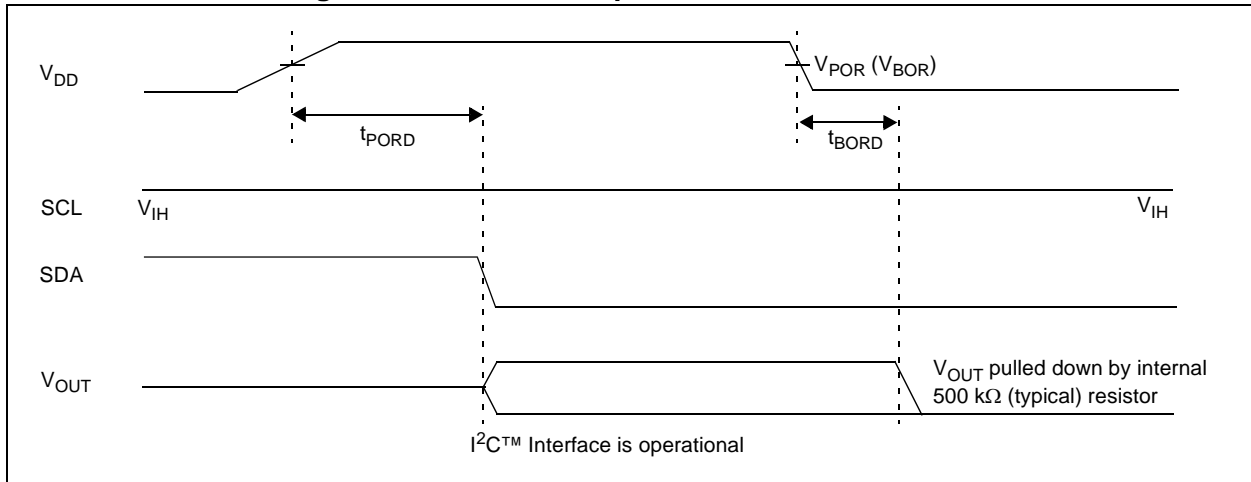 V_DD
V_POR (V_BOR)
t_PORD
t_BORD
SCL
V_IH
V_IH
SDA
V_OUT
V_OUT pulled down by internal
500 kΩ (typical) resistor
I²C™ Interface is operational